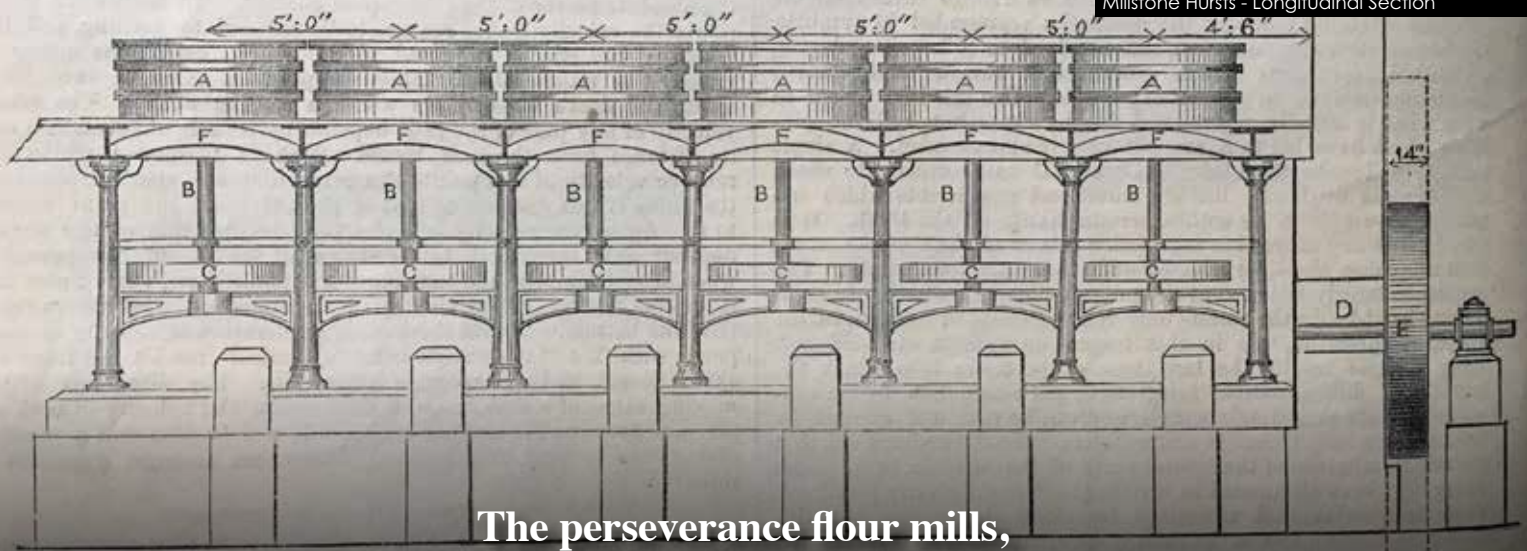 Millstone Hursts - Longitudinal Section
5':0" 5':0" 5':0" 5':0" 5':0" 4':6"
A A A A A A
F F F F F F
14"
B B B B B B
C C C C C C
D
E
The perseverance flour mills,